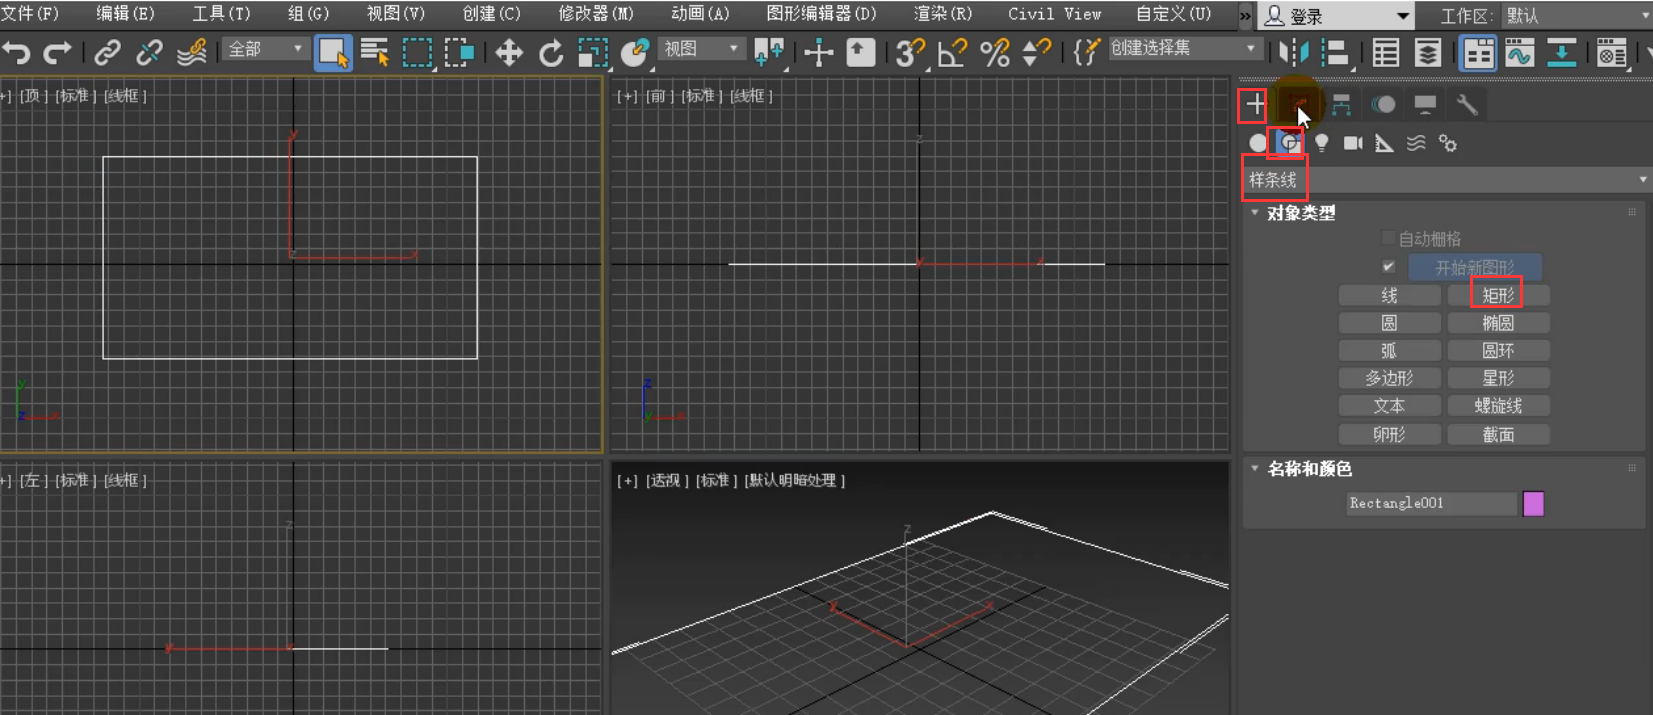 文件(F) 编辑(E) 工具(T) 组(G) 视图(V) 创建(C) 修改器(M) 动画(A) 图形编辑器(D) 渲染(R) Civil View 自定义(U) » 登录 工作区: 默认
全部 视图 3 创建选择集
+] [顶 ] [标准 ] [线框 ]
[+] [前 ] [标准 ] [线框 ]
样条线
对象类型
自动栅格
开始新图形
线 矩形
圆 椭圆
弧 圆环
多边形 星形
文本 螺旋线
卵形 截面
y
x
z
y
z
x
z
y
x
z
y
x
+] [左 ] [标准 ] [线框 ]
[+] [透视 ] [标准 ] [默认明暗处理 ]
名称和颜色
Rectangle001
z
y
z
y
x